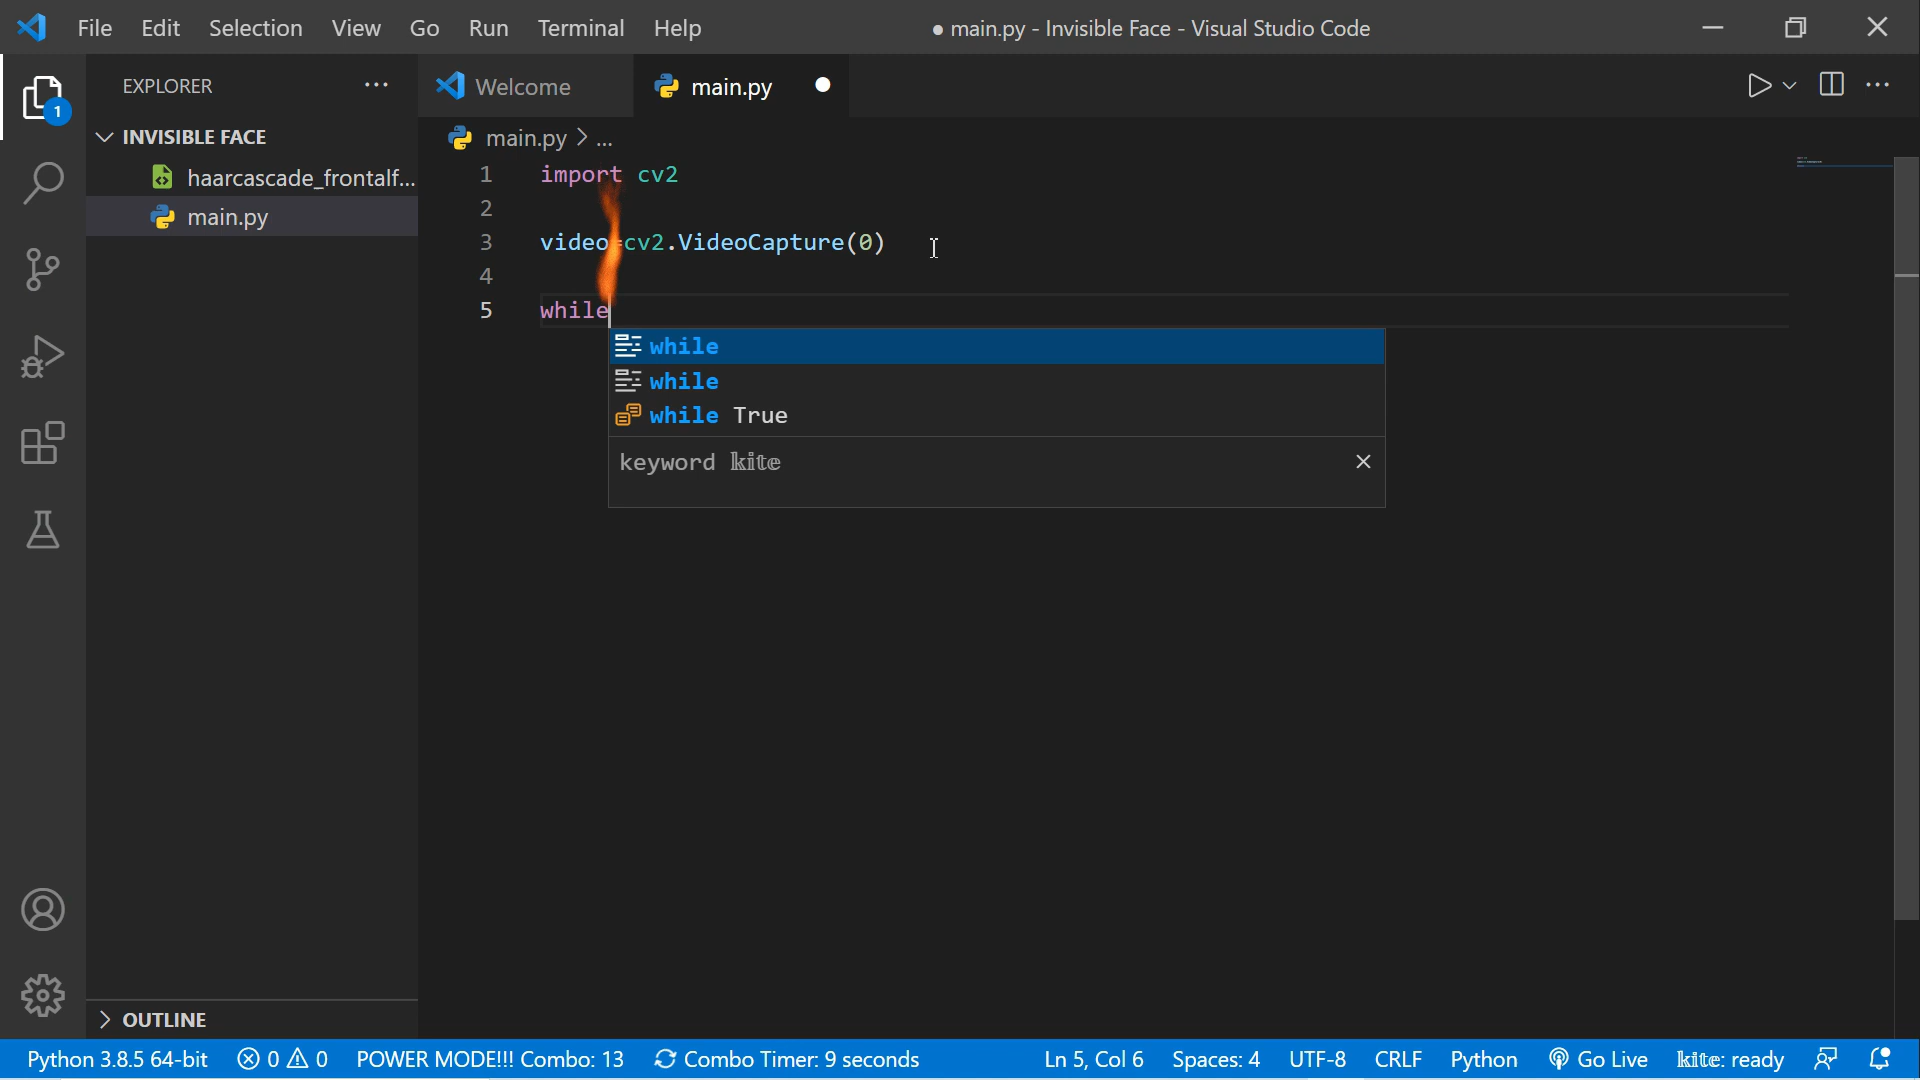 File Edit Selection View Go Run Terminal Help
● main.py - Invisible Face - Visual Studio Code
EXPLORER
Welcome
main.py
1
INVISIBLE FACE
haarcascade_frontalf...
main.py
main.py > ...
1 import cv2
2
3 video=cv2.VideoCapture(0)
4
5 while
while
while
while True
keyword kite
OUTLINE
Python 3.8.5 64-bit 0 0 POWER MODE!!! Combo: 13 Combo Timer: 9 seconds Ln 5, Col 6 Spaces: 4 UTF-8 CRLF Python Go Live kite: ready